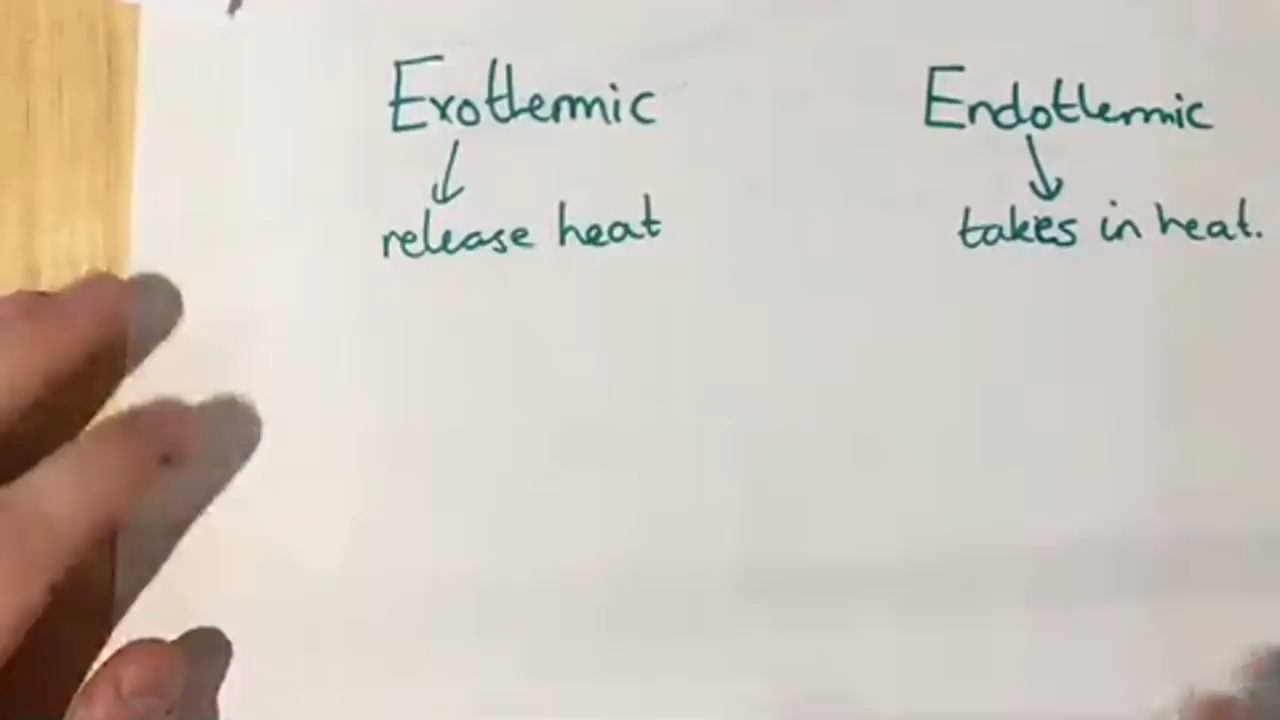 Exothermic
Endothermic
release heat
takes in heat.